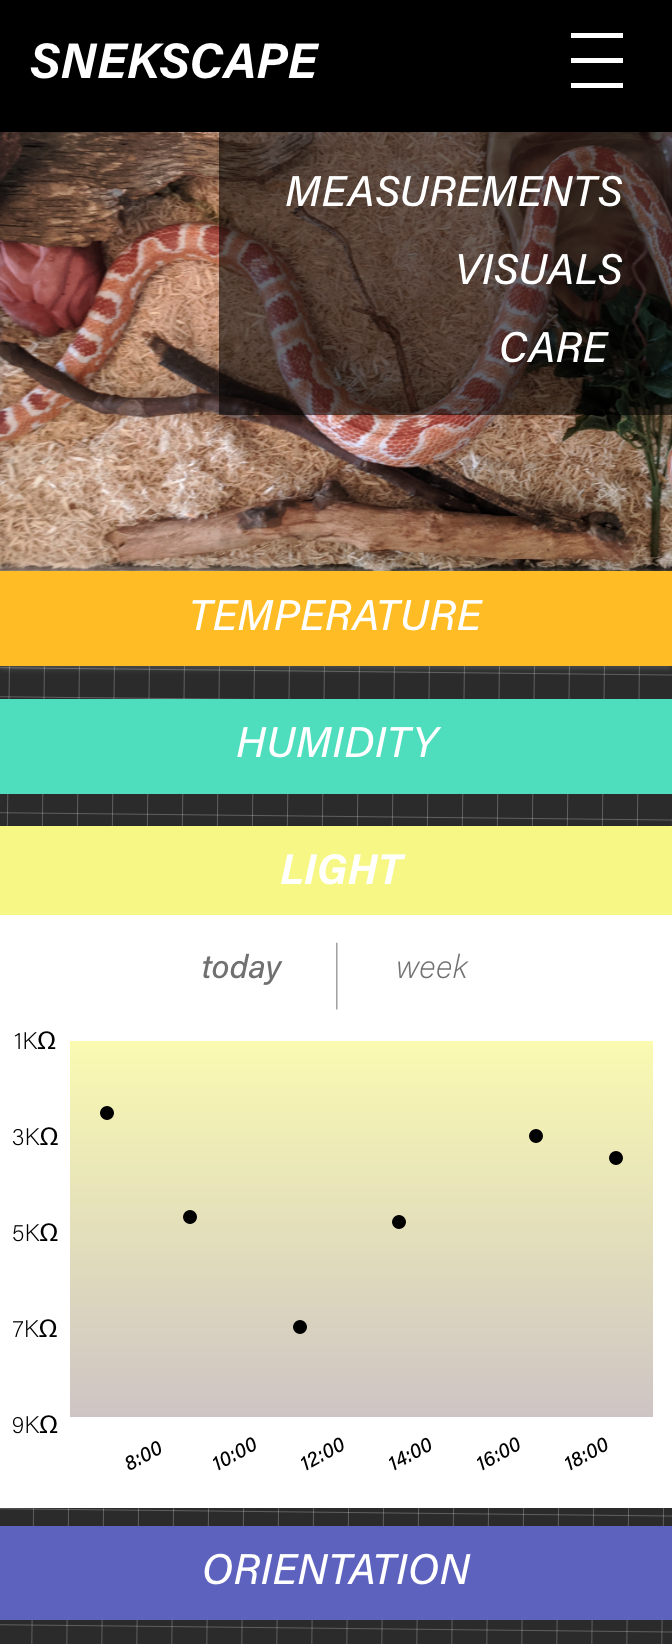 SNEKSCAPE
MEASUREMENTS
VISUALS
CARE
TEMPERATURE
HUMIDITY
LIGHT
today
week
1KΩ
3KΩ
5KΩ
7KΩ
9KΩ
8:00
10:00
12:00
14:00
16:00
18:00
ORIENTATION